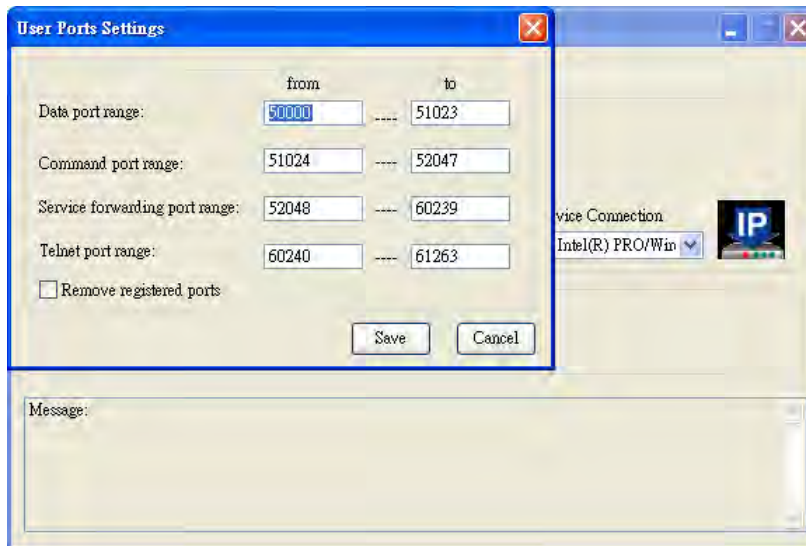 User Ports Settings
from to
Data port range: 50000 ---- 51023
Command port range: 51024 ---- 52047
Service forwarding port range: 52048 ---- 60239
Telnet port range: 60240 ---- 61263
Remove registered ports
Save Cancel
vice Connection
Intel(R) PRO/Win
IP
Message: